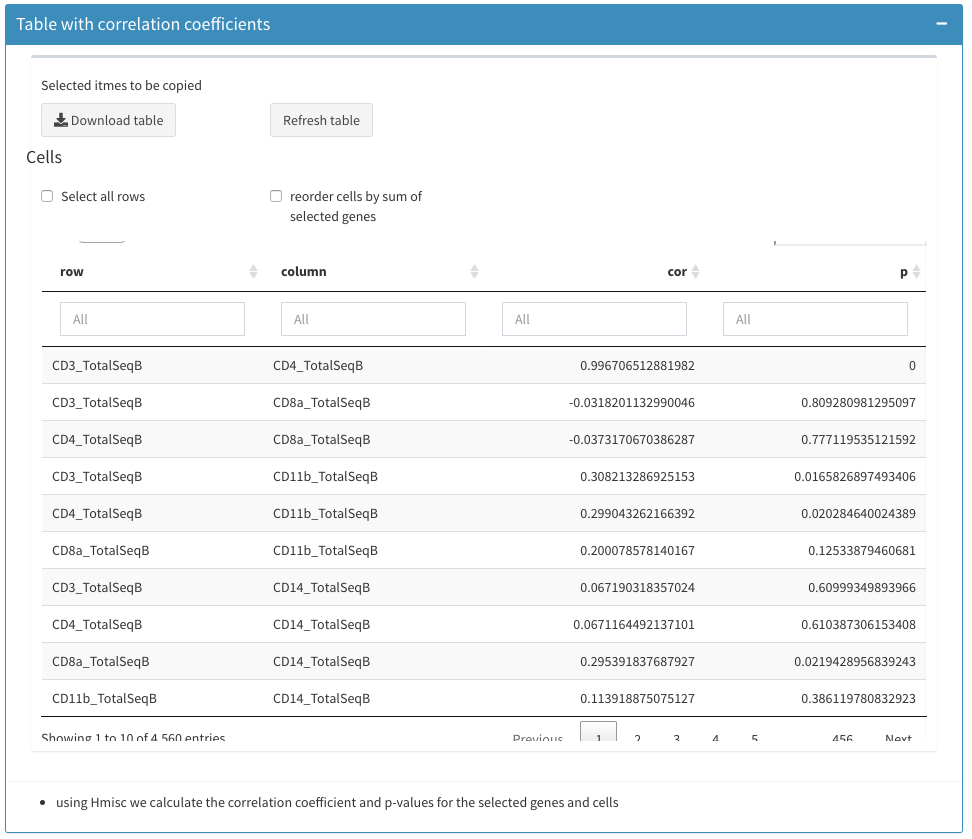 Table with correlation coefficients
Selected itmes to be copied
Download table
Refresh table
Cells
Select all rows
reorder cells by sum of
selected genes
row column cor p
All All All All
CD3_TotalSeqB CD4_TotalSeqB 0.996706512881982 0
CD3_TotalSeqB CD8a_TotalSeqB -0.0318201132990046 0.809280981295097
CD4_TotalSeqB CD8a_TotalSeqB -0.0373170670386287 0.777119535121592
CD3_TotalSeqB CD11b_TotalSeqB 0.308213286925153 0.0165826897493406
CD4_TotalSeqB CD11b_TotalSeqB 0.299043262166392 0.020284640024389
CD8a_TotalSeqB CD11b_TotalSeqB 0.200078578140167 0.12533879460681
CD3_TotalSeqB CD14_TotalSeqB 0.067190318357024 0.60999349893966
CD4_TotalSeqB CD14_TotalSeqB 0.0671164492137101 0.610387306153408
CD8a_TotalSeqB CD14_TotalSeqB 0.295391837687927 0.0219428956839243
CD11b_TotalSeqB CD14_TotalSeqB 0.113918875075127 0.386119780832923
Showing 1 to 10 of 4,560 entries Previous 1 2 3 4 5 456 Next
• using Hmisc we calculate the correlation coefficient and p-values for the selected genes and cells